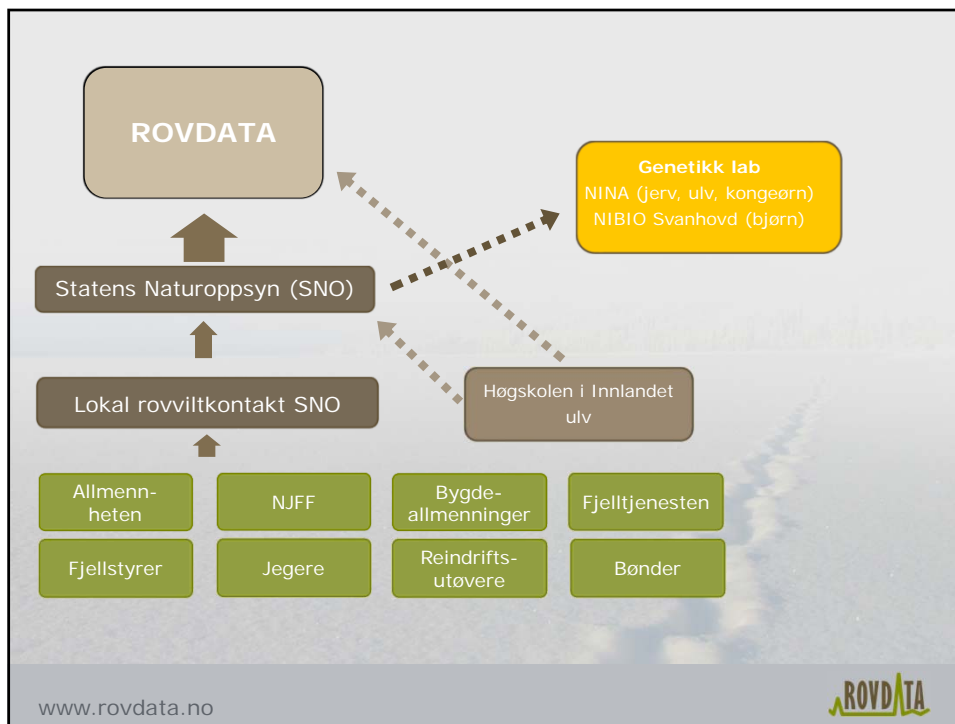 ROVDATA
Genetikk lab
NINA (jerv, ulv, kongeørn)
NIBIO Svanhovd (bjørn)
Statens Naturoppsyn (SNO)
Lokal rovviltkontakt SNO
Høgskolen i Innlandet
ulv
Allmenn-
heten
NJFF
Bygde-
allmenninger
Fjelltjenesten
Fjellstyrer
Jegere
Reindrifts-
utøvere
Bønder
www.rovdata.no
ROVDATA